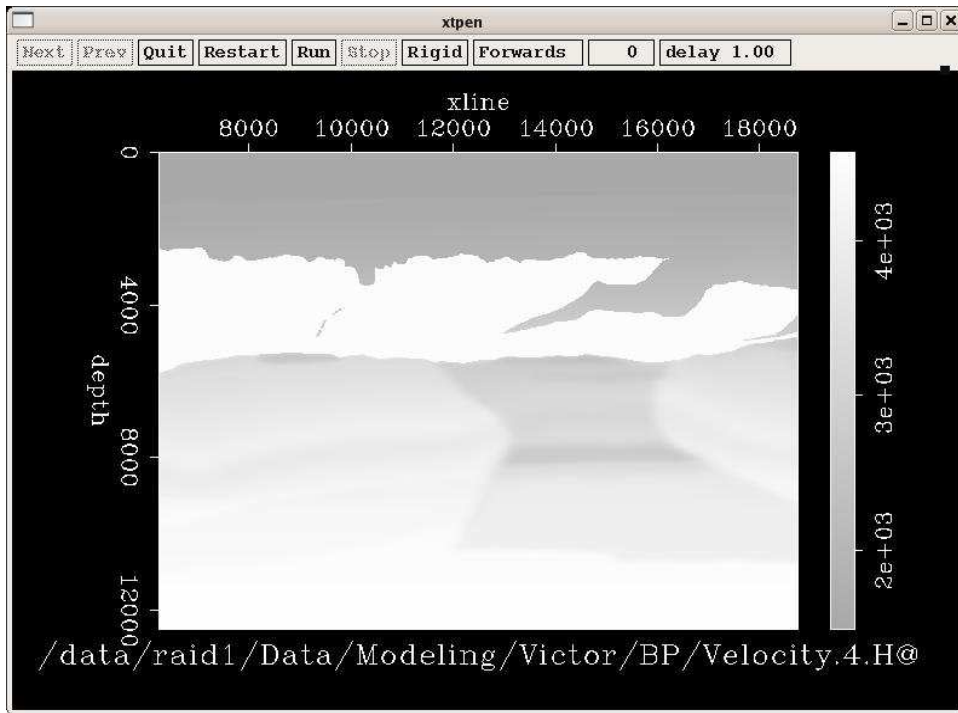 xtpen
Next Prev Quit Restart Run Stop Rigid Forwards 0 delay 1.00
xline
8000 10000 12000 14000 16000 18000
0
4000
8000
12000
depth
4e+03
3e+03
2e+03
/data/raid1/Data/Modeling/Victor/BP/Velocity.4.H@